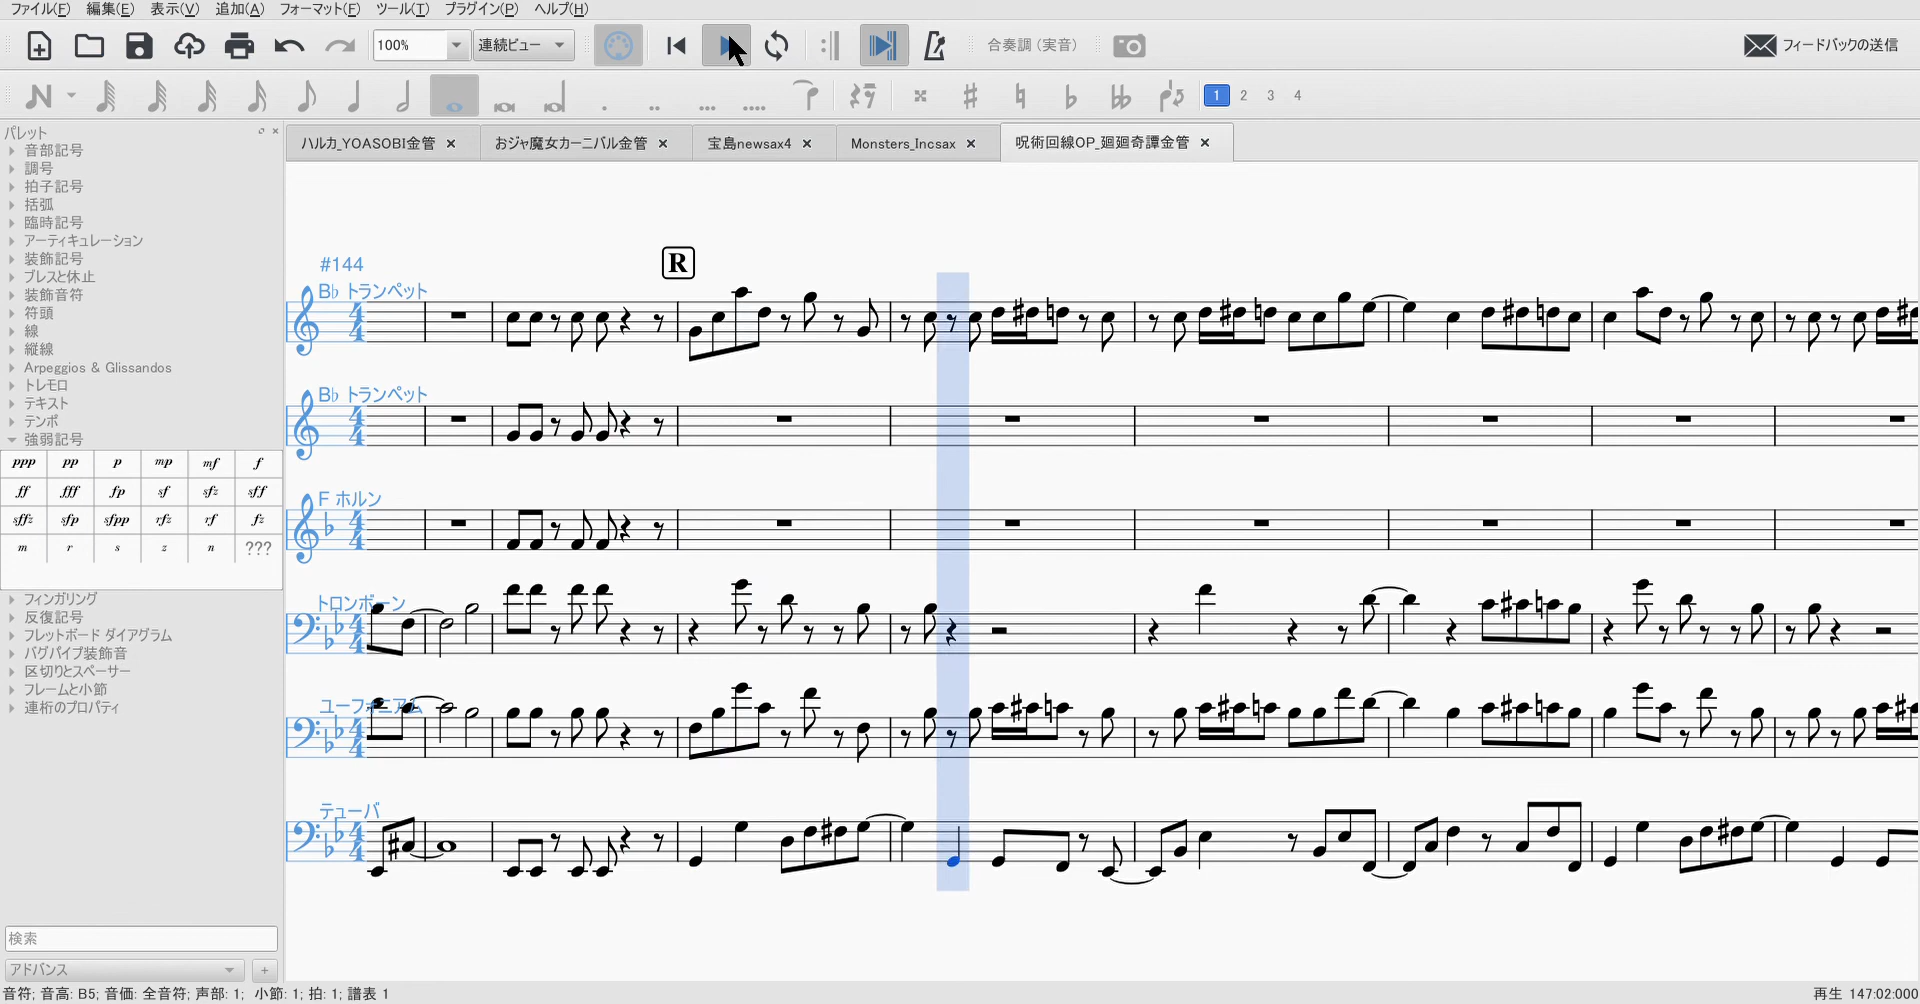 ファイル(F) 編集(E) 表示(V) 追加(A) フォーマット(F) ツール(T) プラグイン(P) ヘルプ(H)
100% 連続ビュー 合奏調 (実音) フィードバックの送信
1 2 3 4
パレット
ハルカ_YOASOBI金管 おジャ魔女カーニバル金管 宝島newsax4 Monsters_Incsax 呪術回線OP_廻廻奇譚金管
音部記号
調号
拍子記号
括弧
臨時記号
アーティキュレーション
装飾記号
ブレスと休止
装飾音符
符頭
線
縦線
Arpeggios & Glissandos
トレモロ
テキスト
テンポ
強弱記号
ppp pp p mp mf f
ff fff fp sf sfz sff
sffz sfp sfpp rfz rf fz
m r s z n ???
フィンガリング
反復記号
フレットボード ダイアグラム
バグパイプ装飾音
区切りとスペーサー
フレームと小節
連桁のプロパティ
検索
アドバンス +
#144
R
B♭ トランペット
B♭ トランペット
F ホルン
トロンボーン
ユーフォニアム
テューバ
音符; 音高: B5; 音価: 全音符; 声部: 1; 小節: 1; 拍: 1; 譜表 1
再生 147:02:000